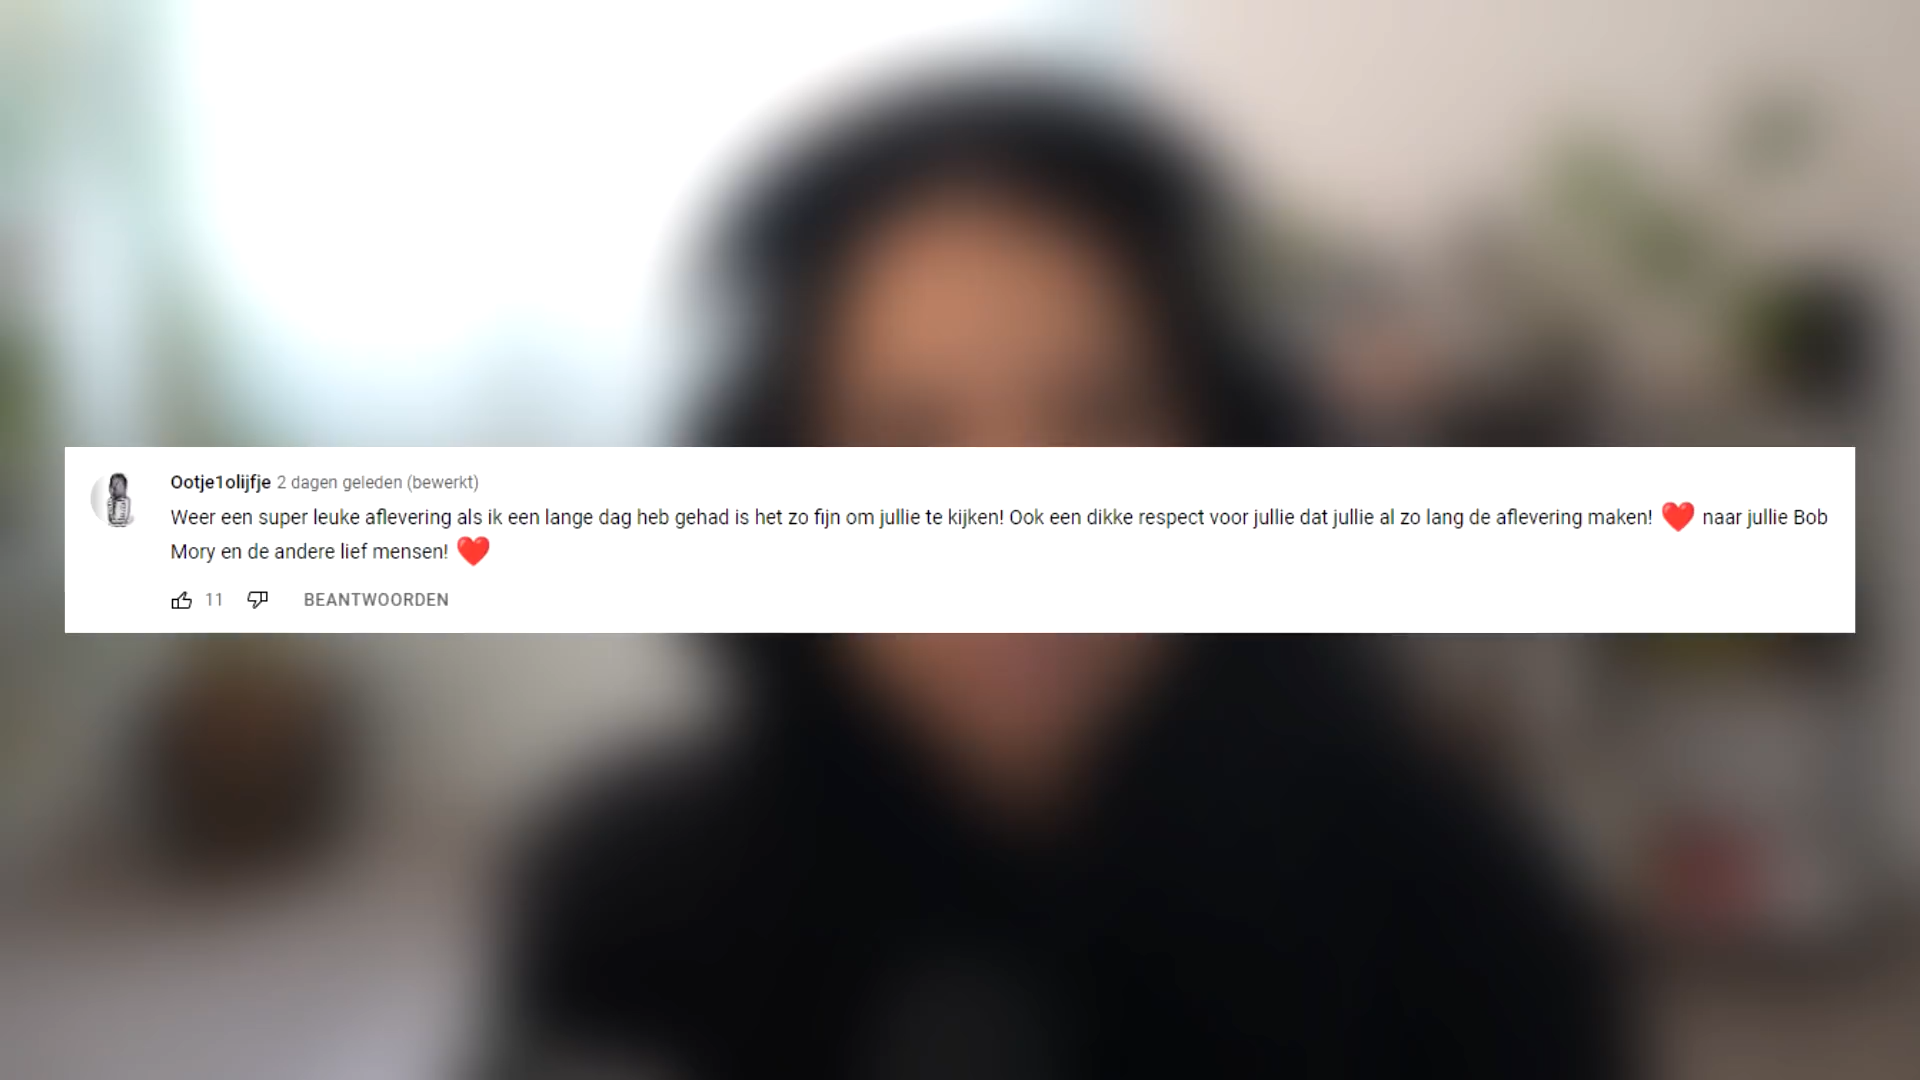 Ootje1olijfje 2 dagen geleden (bewerkt)
Weer een super leuke aflevering als ik een lange dag heb gehad is het zo fijn om jullie te kijken! Ook een dikke respect voor jullie dat jullie al zo lang de aflevering maken! ❤️ naar jullie Bob
Mory en de andere lief mensen! ❤️
11 BEANTWOORDEN